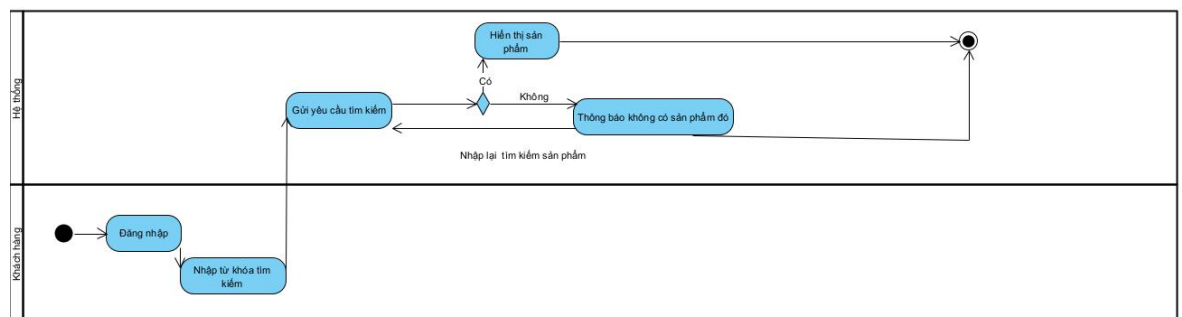 Hệ thống
Hiển thị sản
phẩm
Có
Không
Gửi yêu cầu tìm kiếm
Thông báo không có sản phẩm đó
Nhập lại tìm kiếm sản phẩm
Khách hàng
Đăng nhập
Nhập từ khóa tìm
kiếm